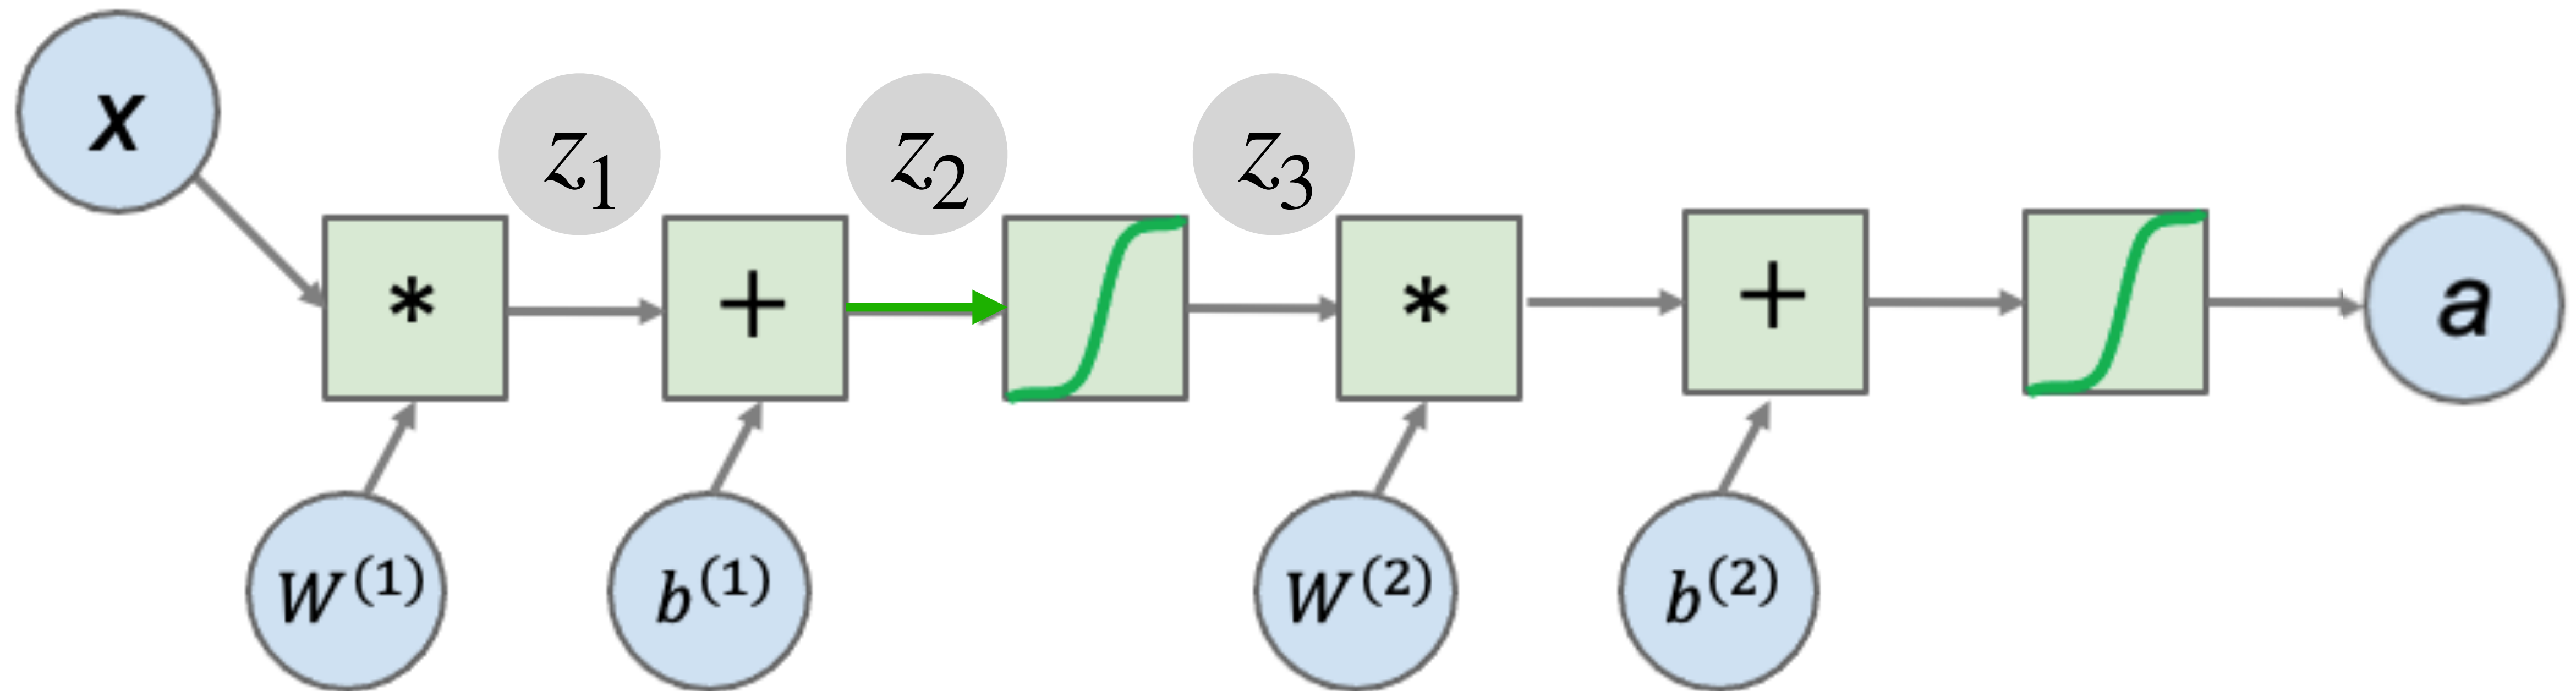 x
z₁
z₂
z₃
*
+
*
+
a
W⁽¹⁾
b⁽¹⁾
W⁽²⁾
b⁽²⁾